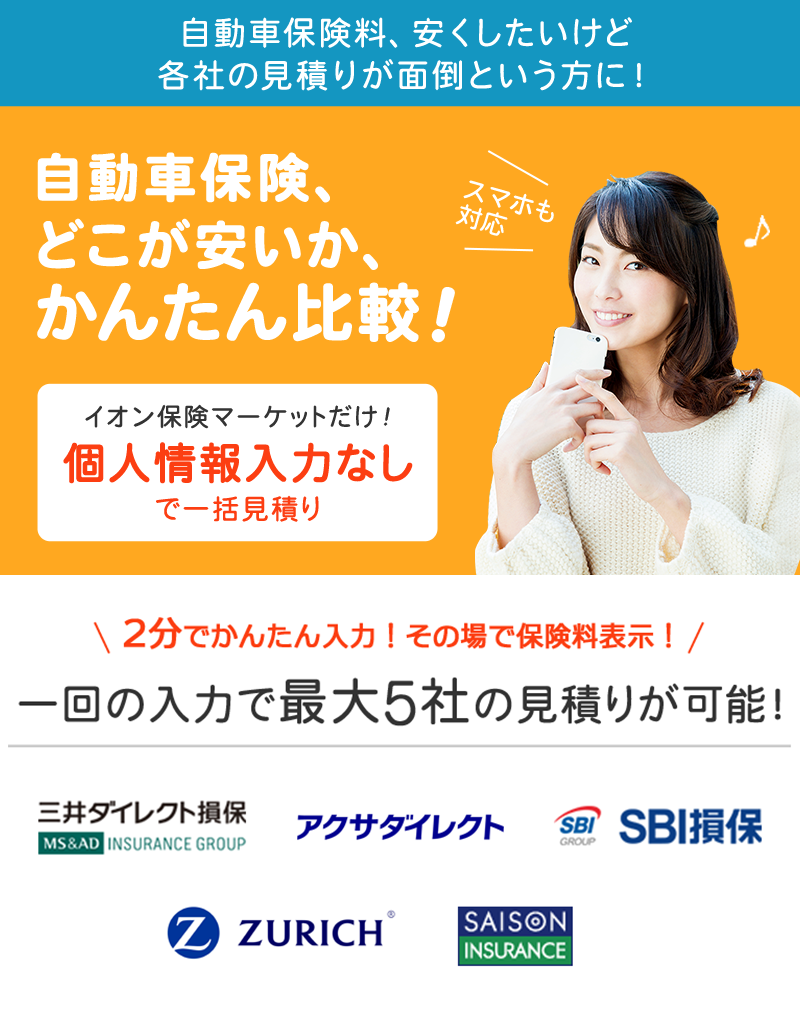 自動車保険料、安くしたいけど
各社の見積りが面倒という方に!
自動車保険、
どこが安いか、
かんたん比較!
スマホも
対応
イオン保険マーケットだけ!
個人情報入力なし
で一括見積り
\ 2分でかんたん入力!その場で保険料表示! /
一回の入力で最大5社の見積りが可能!
三井ダイレクト損保
MS&AD INSURANCE GROUP
アクサダイレクト
SBI
GROUP
SBI損保
Z ZURICH®
SAISON
INSURANCE